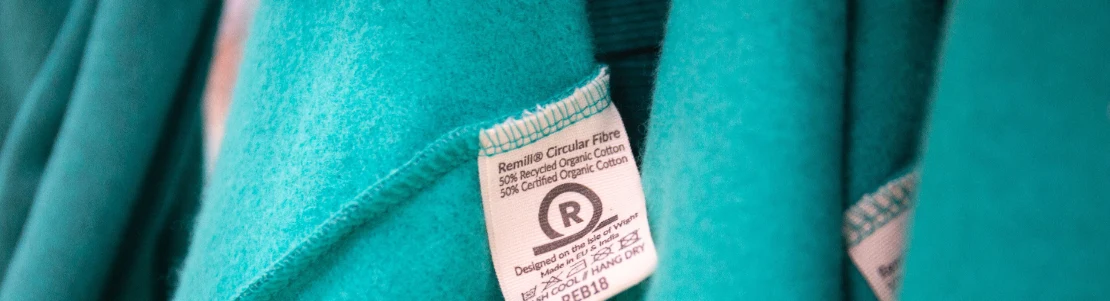 Remill® Circular Fibre
50% Recycled Organic Cotton
50% Certified Organic Cotton
R
Designed on the Isle of Wight
Made in EU & India
COOL // HANG DRY
REB18